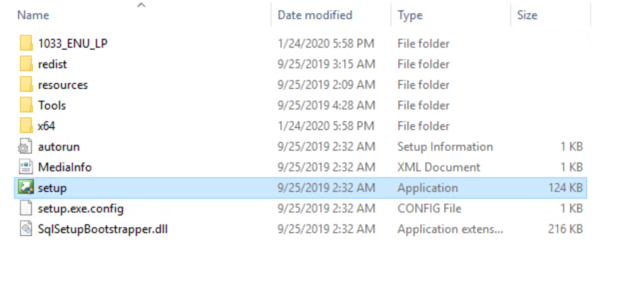 Name Date modified Type Size
1033_ENU_LP 1/24/2020 5:58 PM File folder
redist 9/25/2019 3:15 AM File folder
resources 9/25/2019 2:09 AM File folder
Tools 9/25/2019 4:28 AM File folder
x64 1/24/2020 5:58 PM File folder
autorun 9/25/2019 2:32 AM Setup Information 1 KB
MediaInfo 9/25/2019 2:32 AM XML Document 1 KB
setup 9/25/2019 2:32 AM Application 124 KB
setup.exe.config 9/25/2019 2:32 AM CONFIG File 1 KB
SqlSetupBootstrapper.dll 9/25/2019 2:32 AM Application extens... 216 KB